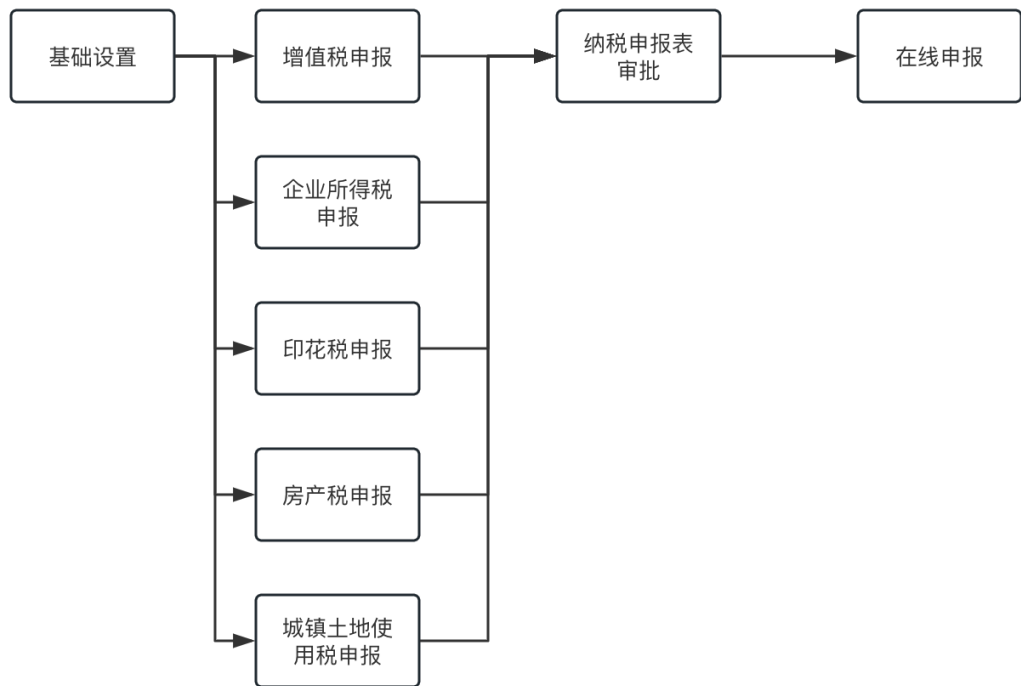 基础设置
增值税申报
纳税申报表
审批
在线申报
企业所得税
申报
印花税申报
房产税申报
城镇土地使
用税申报